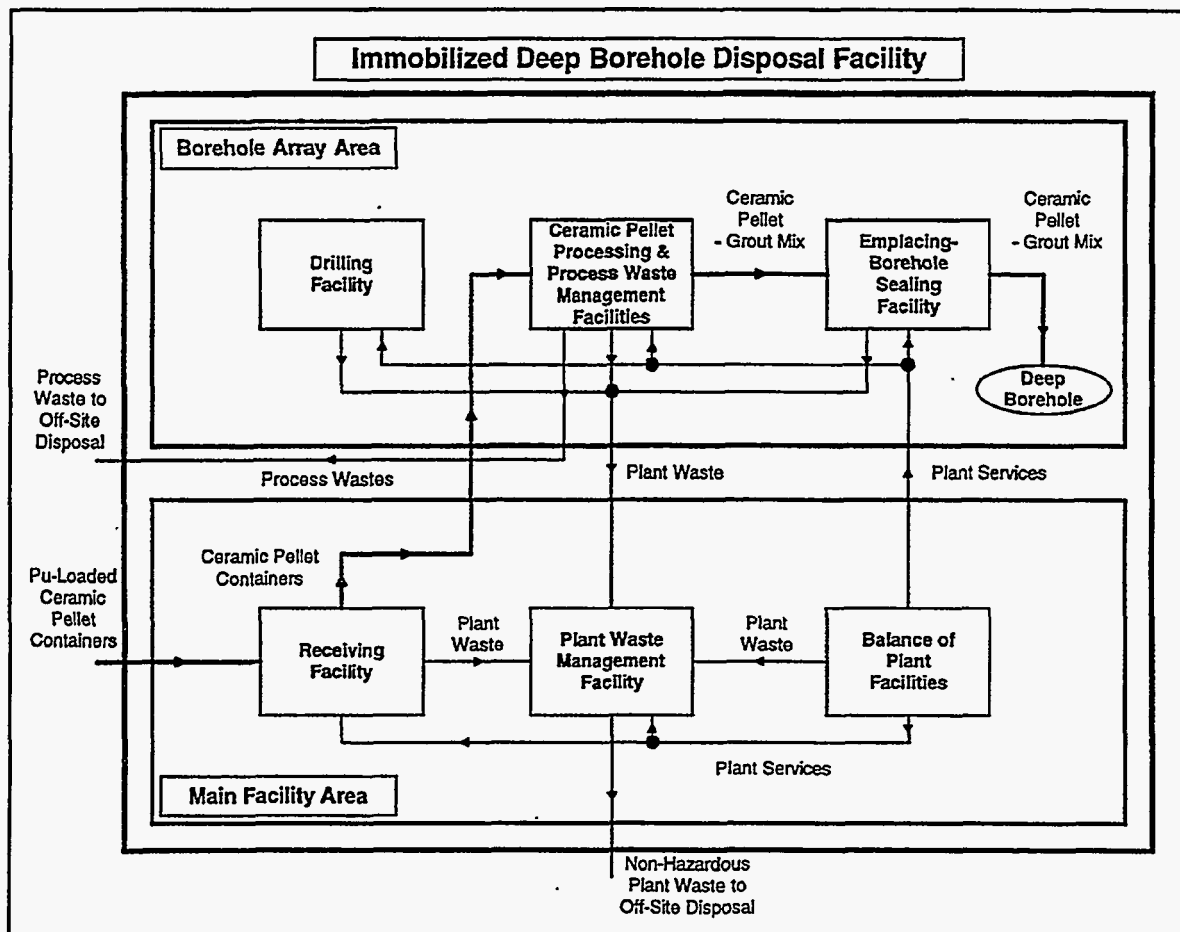 Immobilized Deep Borehole Disposal Facility
Borehole Array Area
Drilling
Facility
Ceramic Pellet
Processing &
Process Waste
Management
Facilities
Ceramic
Pellet
- Grout Mix
Emplacing-
Borehole
Sealing
Facility
Ceramic
Pellet
- Grout Mix
Deep
Borehole
Process
Waste to
Off-Site
Disposal
Process Wastes
Plant Waste
Plant Services
Pu-Loaded
Ceramic
Pellet
Containers
Ceramic Pellet
Containers
Receiving
Facility
Plant
Waste
Plant Waste
Management
Facility
Plant
Waste
Balance of
Plant
Facilities
Plant Services
Main Facility Area
Non-Hazardous
Plant Waste to
Off-Site Disposal